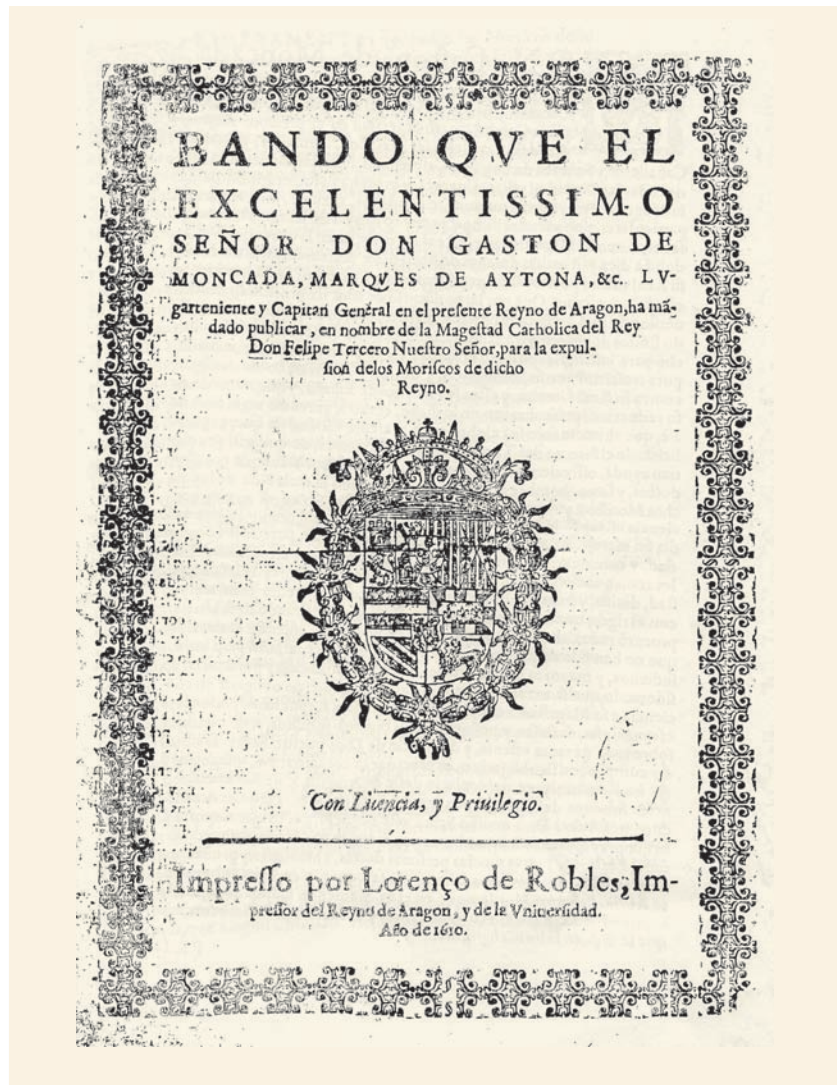 BANDO QVE EL
EXCELENTISSIMO
SEÑOR DON GASTON DE
MONCADA, MARQVES DE AYTONA, &c. LV-
garteniente y Capitan General en el preſente Reyno de Aragon, ha mā-
dado publicar, en nombre de la Mageſtad Catholica del Rey
Don Felipe Tercero Nueſtro Señor, para la expul-
ſion delos Moriſcos de dicho
Reyno.
Con Licencia, y Priuilegio.
Impreſſo por Lorenço de Robles, Im-
preſſor del Reyno de Aragon, y de la Vniuerſidad.
Año de 1610.